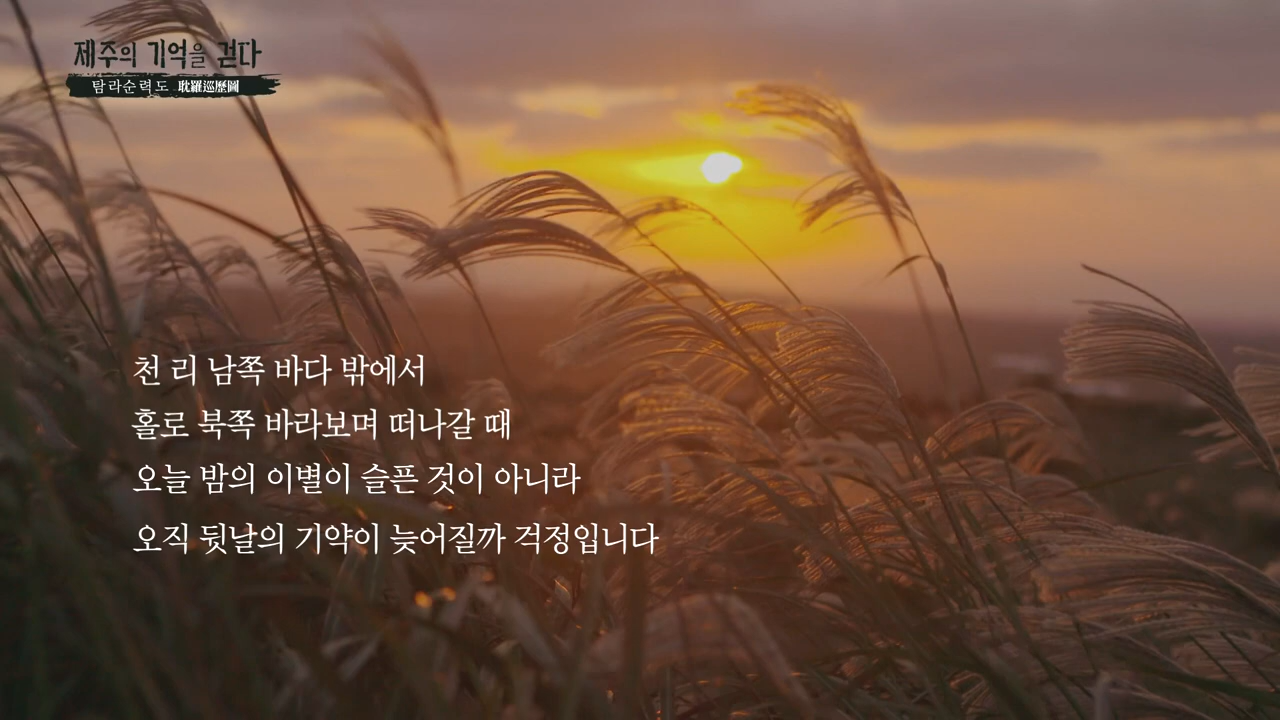 제주의 기억을 걷다
탐라순력도 耽羅巡歷圖
천 리 남쪽 바다 밖에서
홀로 북쪽 바라보며 떠나갈 때
오늘 밤의 이별이 슬픈 것이 아니라
오직 뒷날의 기약이 늦어질까 걱정입니다